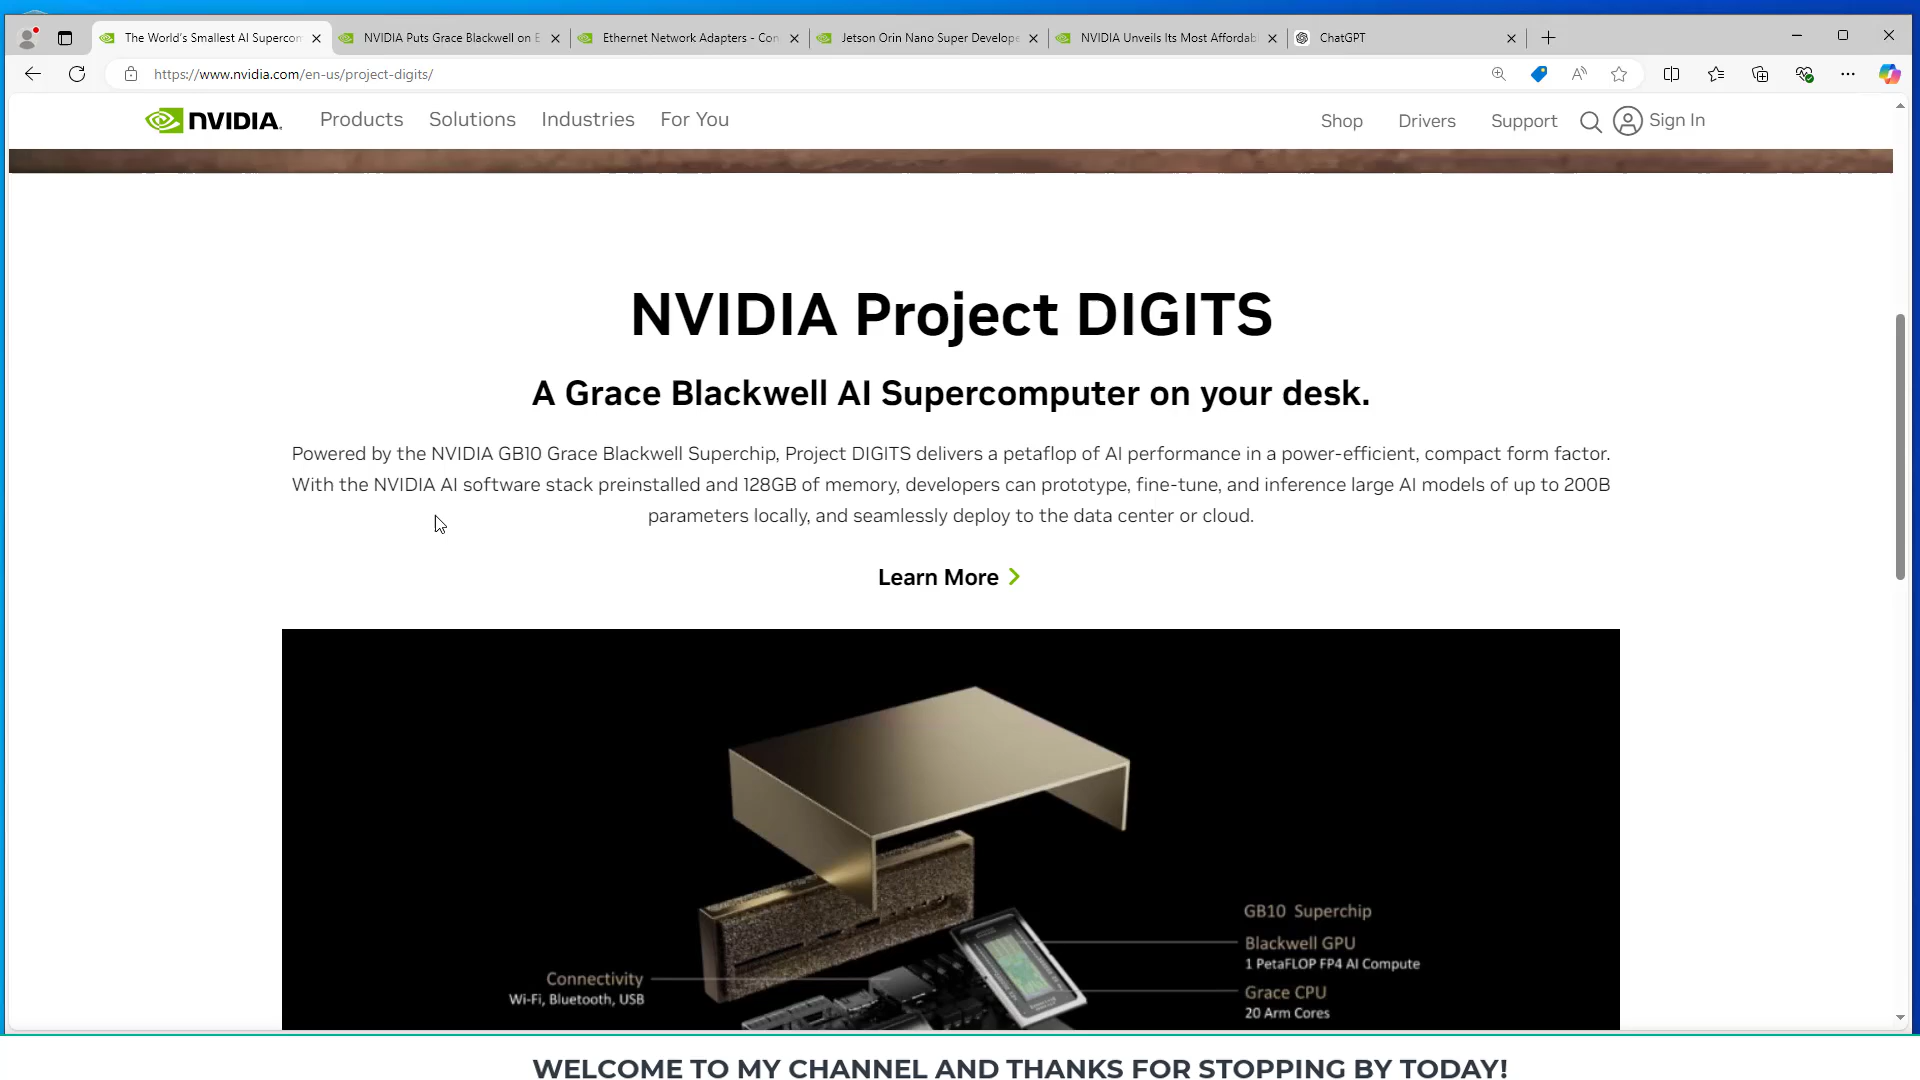 The World's Smallest AI Supercom
NVIDIA Puts Grace Blackwell on E
Ethernet Network Adapters - Con
Jetson Orin Nano Super Develope
NVIDIA Unveils Its Most Affordab
ChatGPT
https://www.nvidia.com/en-us/project-digits/
NVIDIA.
Products
Solutions
Industries
For You
Shop
Drivers
Support
Sign In
NVIDIA Project DIGITS
A Grace Blackwell AI Supercomputer on your desk.
Powered by the NVIDIA GB10 Grace Blackwell Superchip, Project DIGITS delivers a petaflop of AI performance in a power-efficient, compact form factor.
With the NVIDIA AI software stack preinstalled and 128GB of memory, developers can prototype, fine-tune, and inference large AI models of up to 200B
parameters locally, and seamlessly deploy to the data center or cloud.
Learn More
GB10 Superchip
Blackwell GPU
1 PetaFLOP FP4 AI Compute
Connectivity
Wi-Fi, Bluetooth, USB
Grace CPU
20 Arm Cores
WELCOME TO MY CHANNEL AND THANKS FOR STOPPING BY TODAY!